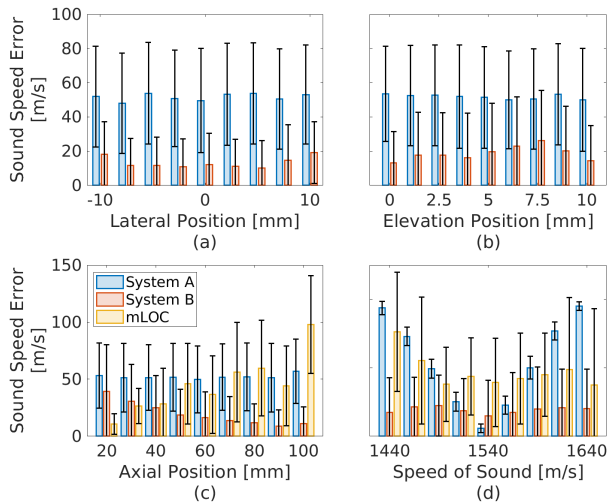 Sound Speed Error
[m/s]
100
80
60
40
20
0
-10
0
10
Lateral Position [mm]
(a)
0
2.5
5
7.5
10
Elevation Position [mm]
(b)
Sound Speed Error
[m/s]
150
100
50
0
System A
System B
mLOC
20
40
60
80
100
Axial Position [mm]
(c)
1440
1540
1640
Speed of Sound [m/s]
(d)